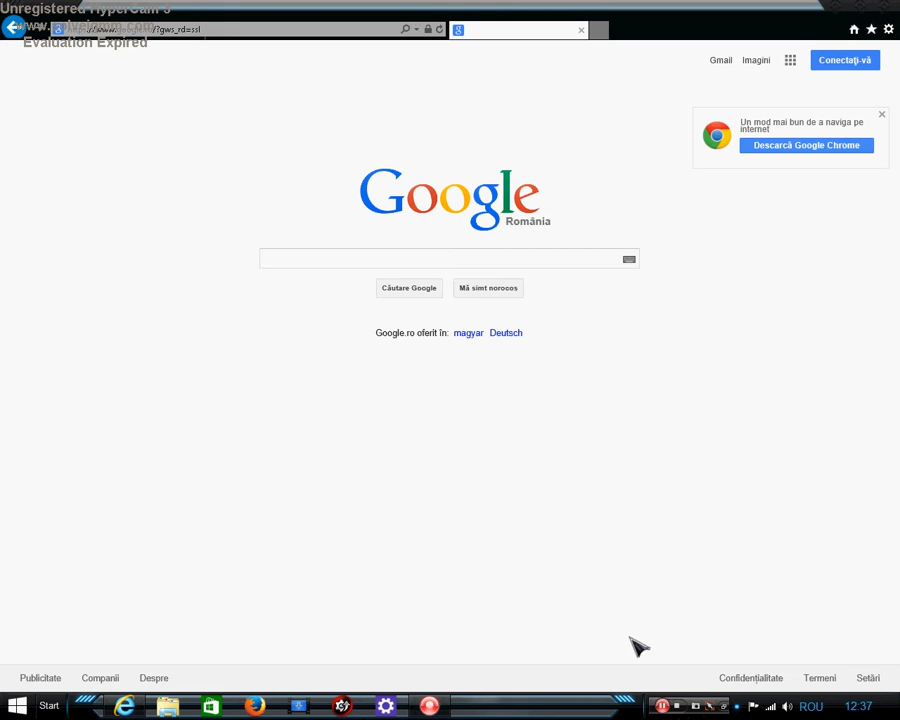 Unregistered HyperCam 3
Evaluation Expired
/?gws_rd=ssl
Gmail Imagini Conectați-vă
Un mod mai bun de a naviga pe
internet
Descarcă Google Chrome
Google
România
Căutare Google Mă simt norocos
Google.ro oferit în: magyar Deutsch
Publicitate Companii Despre Confidențialitate Termeni Setări
Start ROU 12:37